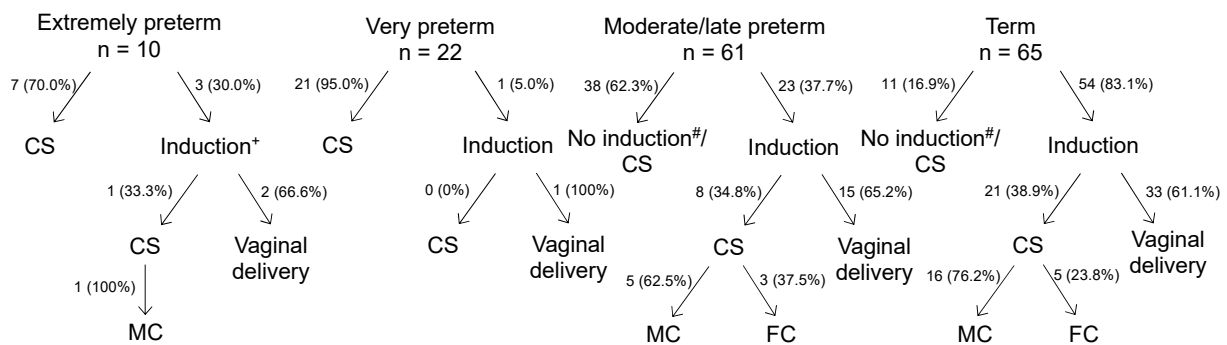 Extremely preterm
n = 10
7 (70.0%)
3 (30.0%)
CS
Induction+
1 (33.3%)
2 (66.6%)
CS
Vaginal
delivery
1 (100%)
MC
Very preterm
n = 22
21 (95.0%)
1 (5.0%)
CS
Induction
0 (0%)
1 (100%)
CS
Vaginal
delivery
Moderate/late preterm
n = 61
38 (62.3%)
23 (37.7%)
No induction#/
CS
Induction
8 (34.8%)
15 (65.2%)
CS
Vaginal
delivery
5 (62.5%)
3 (37.5%)
MC
FC
Term
n = 65
11 (16.9%)
54 (83.1%)
No induction#/
CS
Induction
21 (38.9%)
33 (61.1%)
CS
Vaginal
delivery
16 (76.2%)
5 (23.8%)
MC
FC